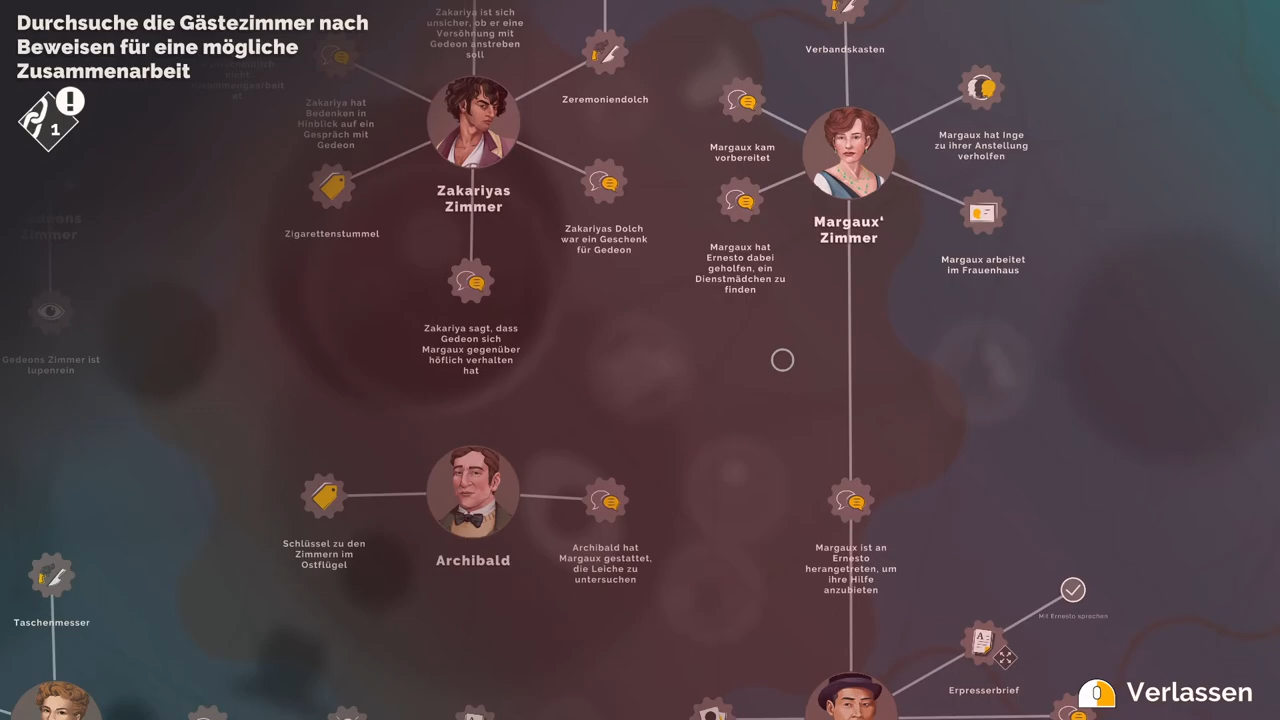 Durchsuche die Gästezimmer nach
Beweisen für eine mögliche
Zusammenarbeit
1
Zakariya ist sich
unsicher, ob er eine
Versöhnung mit
Gedeon anstreben
soll
Verbandskasten
Zeremoniendolch
Zakariya hat
Bedenken in
Hinblick auf ein
Gespräch mit
Gedeon
Margaux kam
vorbereitet
Margaux hat Inge
zu ihrer Anstellung
verholfen
Zakariyas
Zimmer
Margaux‘
Zimmer
Zigarettenstummel
Zakariyas Dolch
war ein Geschenk
für Gedeon
Margaux hat
Ernesto dabei
geholfen, ein
Dienstmädchen zu
finden
Margaux arbeitet
im Frauenhaus
Gedeons
Zimmer
Gedeons Zimmer ist
lupenrein
Zakariya sagt, dass
Gedeon sich
Margaux gegenüber
höflich verhalten
hat
Schlüssel zu den
Zimmern im
Ostflügel
Archibald
Archibald hat
Margaux gestattet,
die Leiche zu
untersuchen
Margaux ist an
Ernesto
herangetreten, um
ihre Hilfe
anzubieten
Taschenmesser
Mit Ernesto sprechen
A
Erpresserbrief
Verlassen